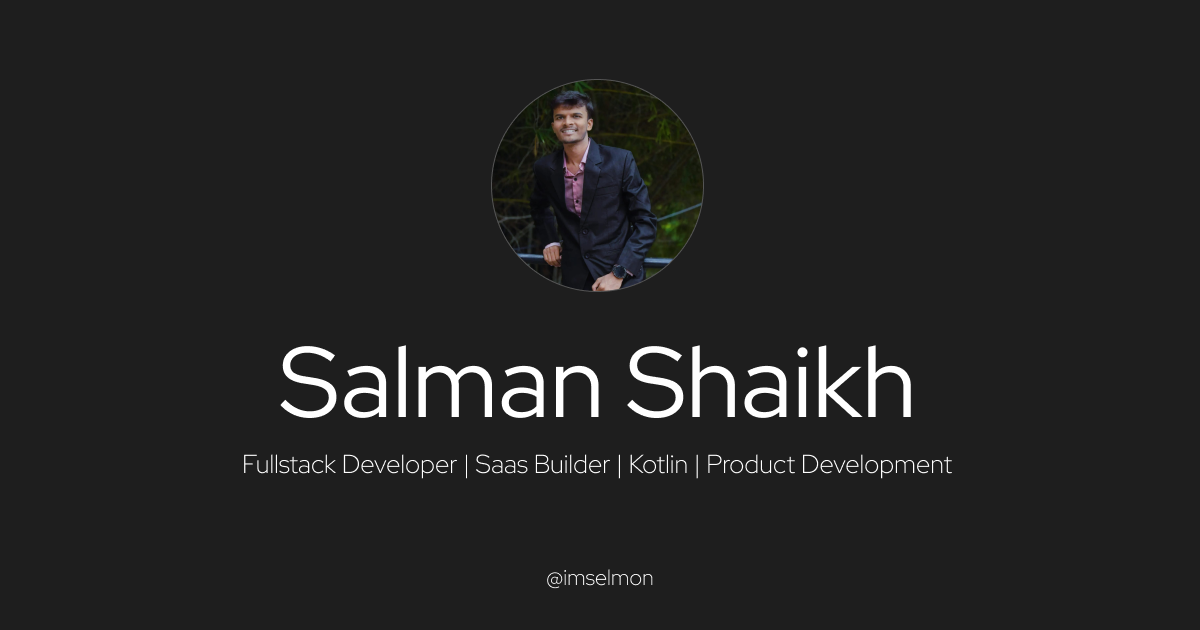 Salman Shaikh
Fullstack Developer | Saas Builder | Kotlin | Product Development
@imselmon